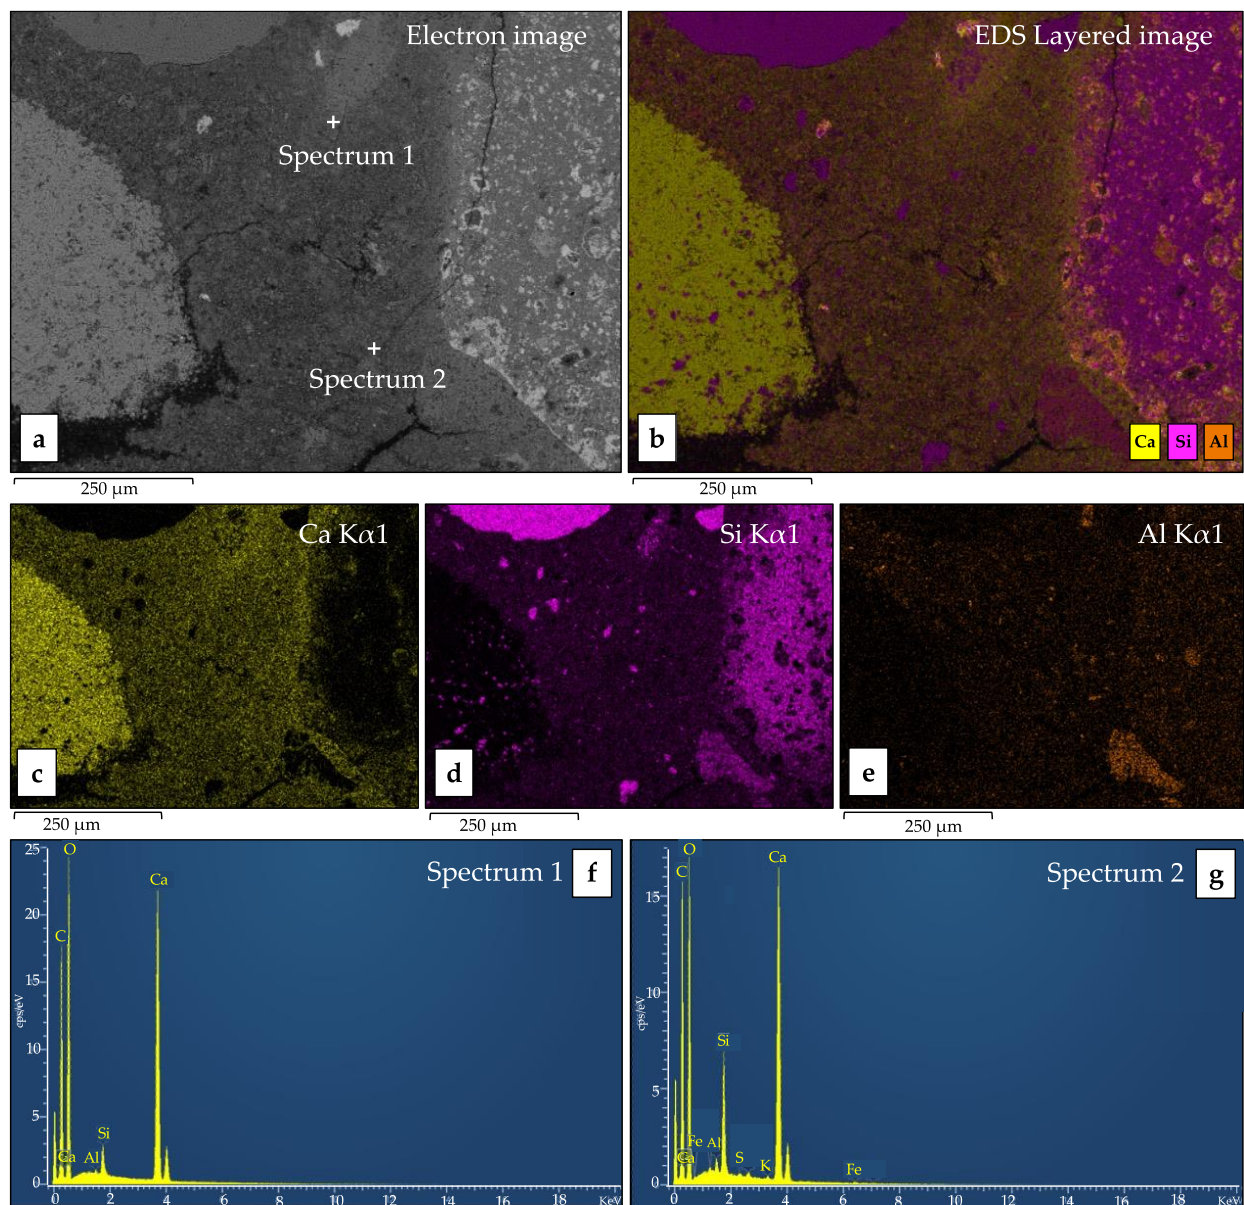 Electron image
EDS Layered image
Spectrum 1
Spectrum 2
a
b
Ca Si Al
250 µm
250 µm
Ca Kα1
Si Kα1
Al Kα1
c
d
e
250 µm
250 µm
250 µm
Spectrum 1 f
25
20
15
10
5
0
cps/eV
O
C
Ca
Ca
Al
Si
0 2 4 6 8 10 12 14 16 18 KeV
Spectrum 2 g
15
10
5
0
cps/eV
O
C
Ca
Si
Fe
Al
Ca
S
K
Fe
0 2 4 6 8 10 12 14 16 18 KeV